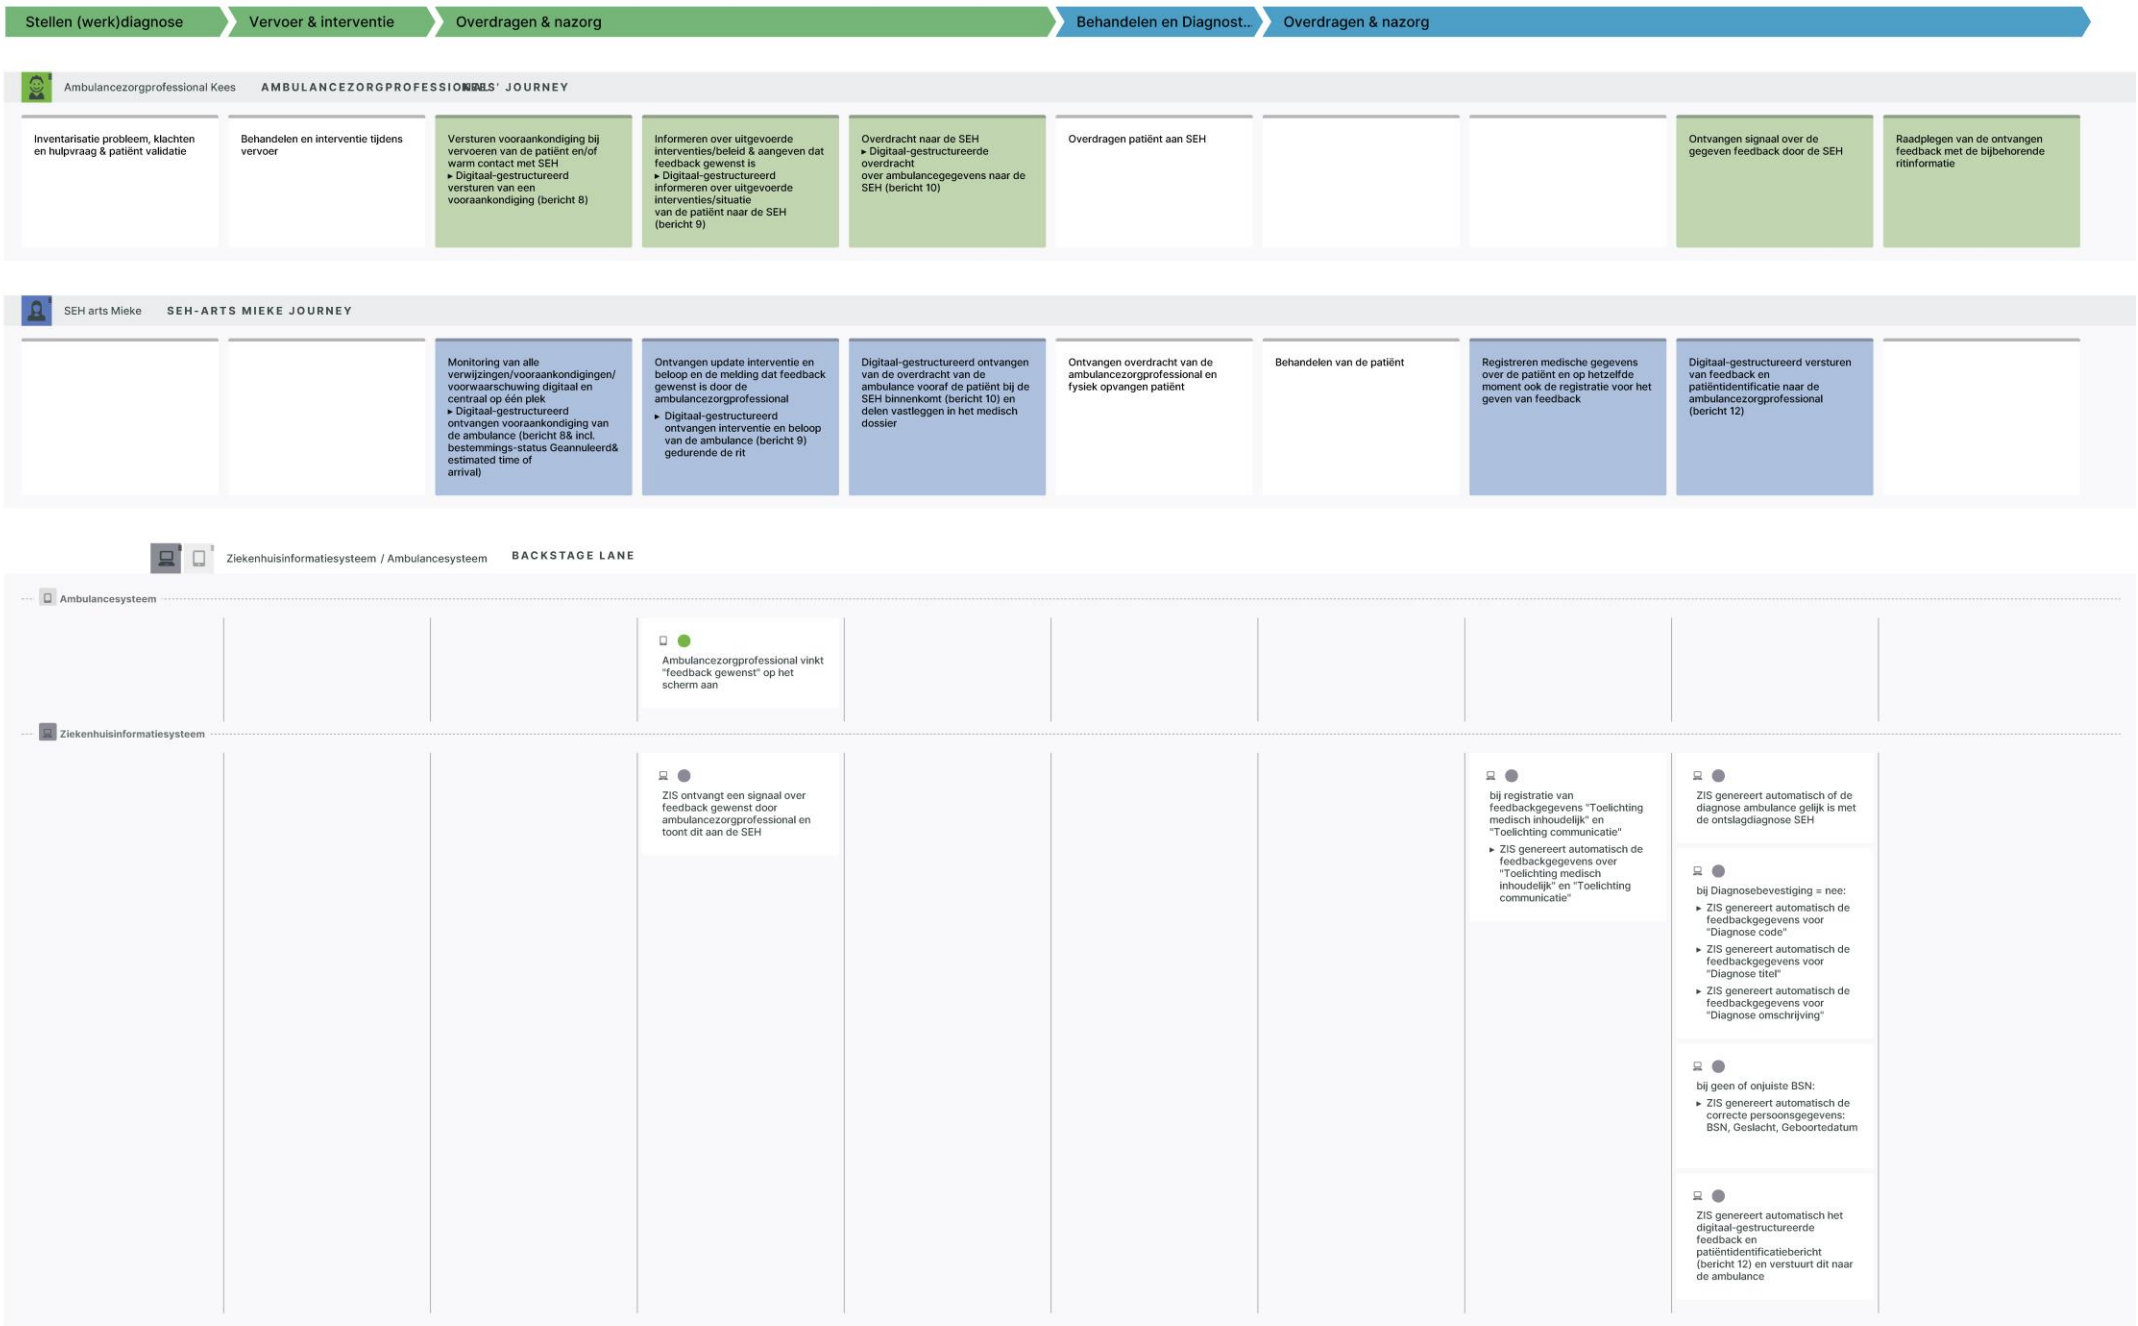 Stellen (werk)diagnose
Vervoer & interventie
Overdragen & nazorg
Behandelen en Diagnost...
Overdragen & nazorg
Ambulancezorgprofessional Kees
Inventarisatie probleem, klachten
en hulpvraag & patiënt validatie
Behandelen en interventie tijdens
vervoer
Versturen vooraankondiging bij
vervoeren van de patiënt en/of
warm contact met SEH
▸ Digitaal-gestructureerd
versturen van een
vooraankondiging (bericht 8)
Informeren over uitgevoerde
interventies/beleid & aangeven dat
feedback gewenst is
▸ Digitaal-gestructureerd
informeren over uitgevoerde
interventies/situatie
van de patiënt naar de SEH
(bericht 9)
Overdracht naar de SEH
▸ Digitaal-gestructureerde
overdracht
over ambulancegegevens naar de
SEH (bericht 10)
Overdragen patiënt aan SEH
Ontvangen signaal over de
gegeven feedback door de SEH
Raadplegen van de ontvangen
feedback met de bijbehorende
ritinformatie
SEH arts Mieke
SEH-ARTS MIEKE JOURNEY
Monitoring van alle
verwijzingen/vooraankondigingen/
voorwaarschuwing digitaal en
centraal op één plek
▸ Digitaal-gestructureerd
ontvangen vooraankondiging van
de ambulance (bericht 8& incl.
bestemmings-status Geannuleerd&
estimated time of
arrival)
Ontvangen update interventie en
beloop en de melding dat feedback
gewenst is door de
ambulancezorgprofessional
▸ Digitaal-gestructureerd
ontvangen interventie en beloop
van de ambulance (bericht 9)
gedurende de rit
Digitaal-gestructureerd ontvangen
van de overdracht van de
ambulance vooraf de patiënt bij de
SEH binnenkomt (bericht 10) en
delen vastleggen in het medisch
dossier
Ontvangen overdracht van de
ambulancezorgprofessional en
fysiek opvangen patiënt
Behandelen van de patiënt
Registreren medische gegevens
over de patiënt en op hetzelfde
moment ook de registratie voor het
geven van feedback
Digitaal-gestructureerd versturen
van feedback en
patiëntidentificatie naar de
ambulancezorgprofessional
(bericht 12)
Ziekenhuisinformatiesysteem / Ambulancesysteem
BACKSTAGE LANE
Ambulancesysteem
Ambulancezorgprofessional vinkt
"feedback gewenst" op het
scherm aan
Ziekenhuisinformatiesysteem
ZIS ontvangt een signaal over
feedback gewenst door
ambulancezorgprofessional en
toont dit aan de SEH
bij registratie van
feedbackgegevens "Toelichting
medisch inhoudelijk" en
"Toelichting communicatie"
▸ ZIS genereert automatisch de
feedbackgegevens over
"Toelichting medisch
inhoudelijk" en "Toelichting
communicatie"
ZIS genereert automatisch of de
diagnose ambulance gelijk is met
de ontslagdiagnose SEH
bij Diagnosebevestiging = nee:
▸ ZIS genereert automatisch de
feedbackgegevens voor
"Diagnose code"
▸ ZIS genereert automatisch de
feedbackgegevens voor
"Diagnose titel"
▸ ZIS genereert automatisch de
feedbackgegevens voor
"Diagnose omschrijving"
bij geen of onjuiste BSN:
▸ ZIS genereert automatisch de
correcte persoonsgegevens:
BSN, Geslacht, Geboortedatum
ZIS genereert automatisch het
digitaal-gestructureerde
feedback en
patiëntidentificatiebericht
(bericht 12) en verstuurt dit naar
de ambulance